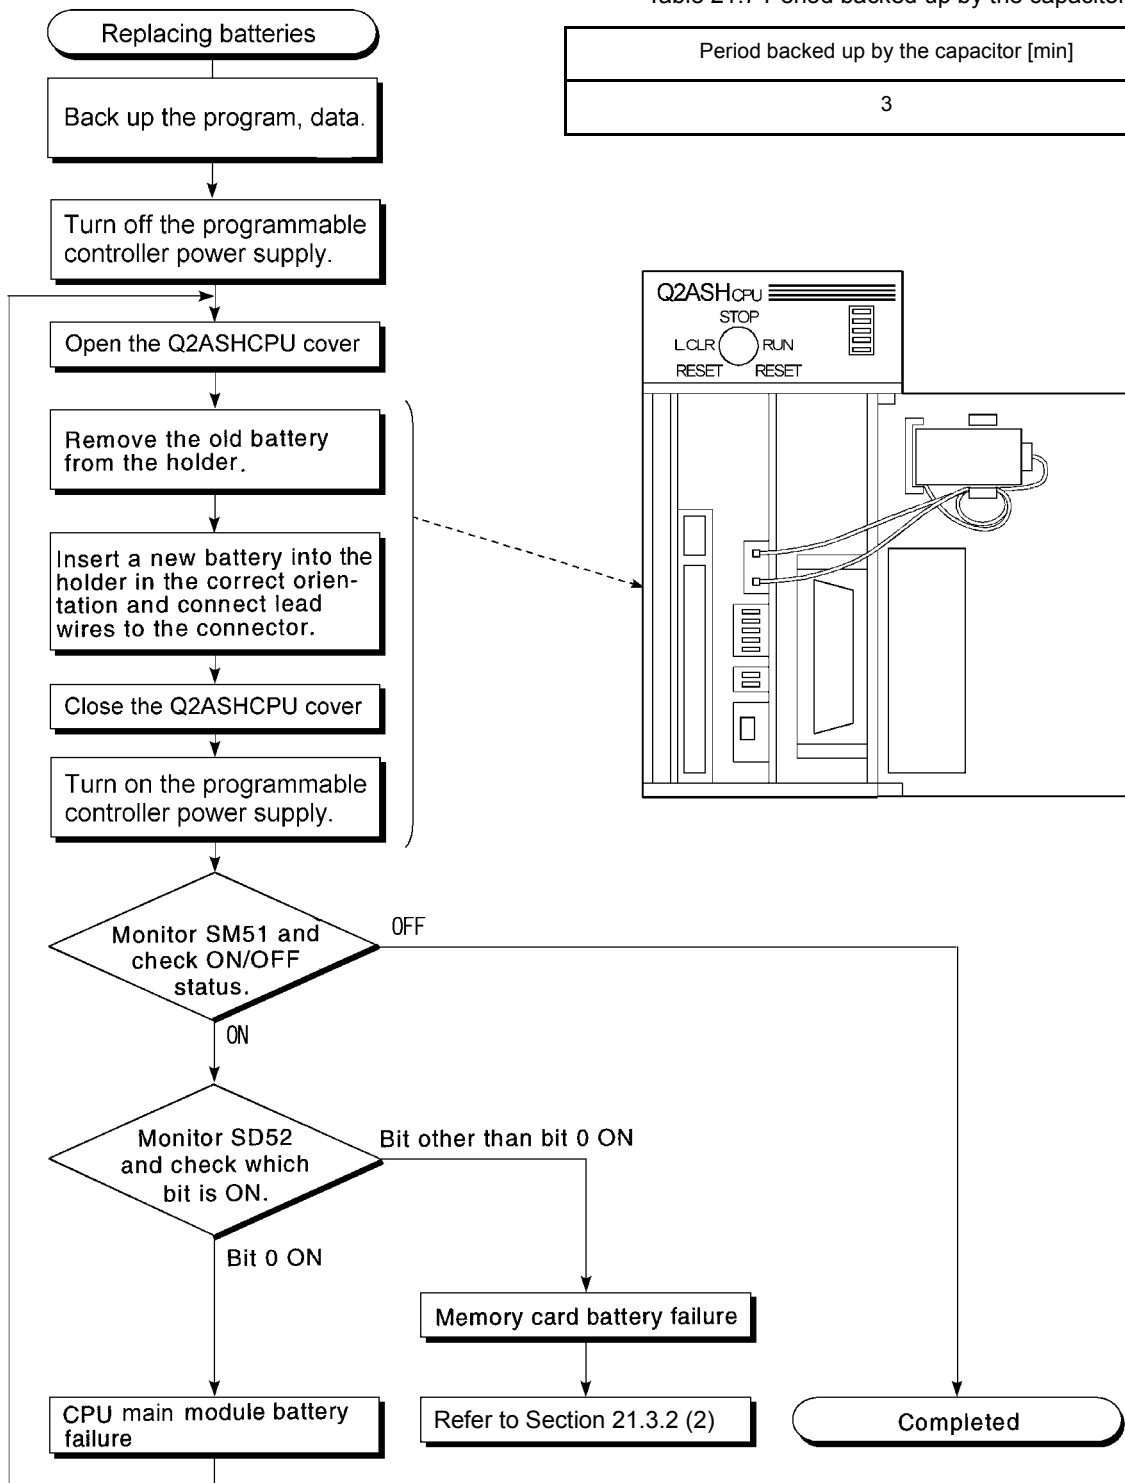 Table 21.7 Period backed up by the capacitor
Period backed up by the capacitor [min]
3
Replacing batteries
Back up the program, data.
Turn off the programmable
controller power supply.
Open the Q2ASHCPU cover
Remove the old battery
from the holder.
Insert a new battery into the
holder in the correct orien-
tation and connect lead
wires to the connector.
Close the Q2ASHCPU cover
Turn on the programmable
controller power supply.
Q2ASHCPU
STOP
L.CLR RUN
RESET RESET
Monitor SM51 and
check ON/OFF
status.
OFF
ON
Monitor SD52
and check which
bit is ON.
Bit other than bit 0 ON
Bit 0 ON
Memory card battery failure
CPU main module battery
failure
Refer to Section 21.3.2 (2)
Completed